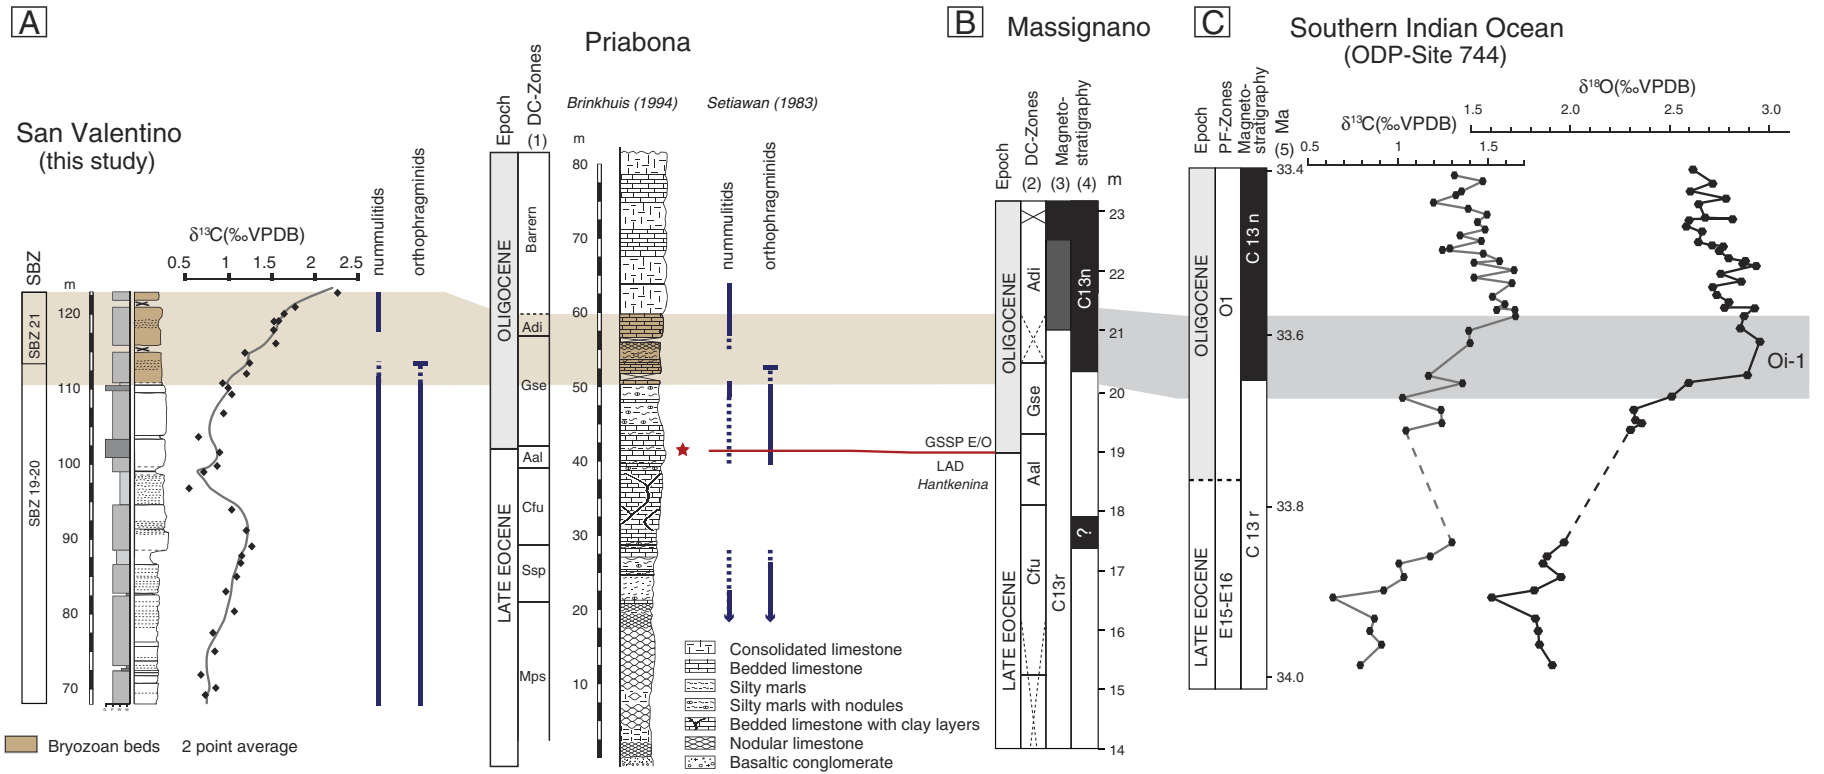 A
San Valentino
(this study)
SBZ
SBZ 21
SBZ 19-20
m
120
110
100
90
80
70
δ¹³C(‰VPDB)
0.5 1 1.5 2 2.5
nummulitids
orthophragminids
Bryozoan beds
2 point average
Priabona
Epoch
DC-Zones
(1)
OLIGOCENE
LATE EOCENE
Barrern
Adi
Gse
Aal
Cfu
Ssp
Mps
Brinkhuis (1994)
Setiawan (1983)
m
80
70
60
50
40
30
20
10
nummulitids
orthophragminids
Consolidated limestone
Bedded limestone
Silty marls
Silty marls with nodules
Bedded limestone with clay layers
Nodular limestone
Basaltic conglomerate
GSSP E/O
LAD
Hantkenina
B
Massignano
Epoch
DC-Zones
Magneto-
stratigraphy
(2) (3) (4)
m
OLIGOCENE
LATE EOCENE
Adi
Gse
Aal
Cfu
C13r
C13n
?
23
22
21
20
19
18
17
16
15
14
C
Southern Indian Ocean
(ODP-Site 744)
Epoch
PF-Zones
Magneto-
stratigraphy
Ma
(5)
OLIGOCENE
LATE EOCENE
O1
E15-E16
C 13 n
C 13 r
33.4
33.6
33.8
34.0
δ¹⁸O(‰VPDB)
1.5 2.0 2.5 3.0
δ¹³C(‰VPDB)
0.5 1 1.5
Oi-1